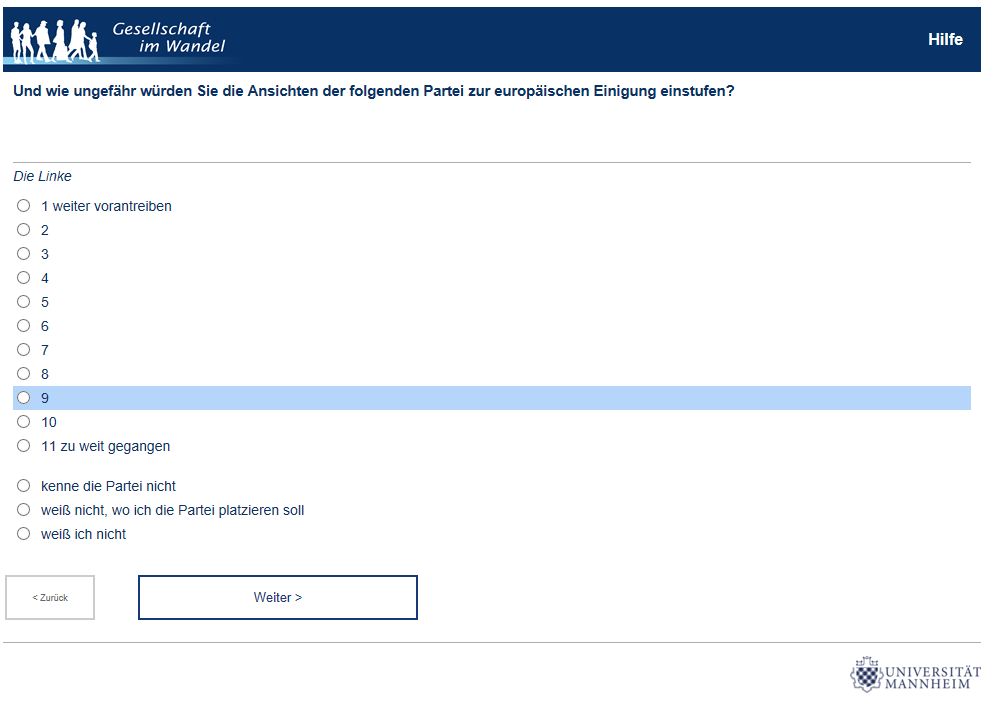 Gesellschaft
im Wandel
Hilfe
Und wie ungefähr würden Sie die Ansichten der folgenden Partei zur europäischen Einigung einstufen?
Die Linke
1 weiter vorantreiben
2
3
4
5
6
7
8
9
10
11 zu weit gegangen
kenne die Partei nicht
weiß nicht, wo ich die Partei platzieren soll
weiß ich nicht
< Zurück
Weiter >
UNIVERSITÄT
MANNHEIM